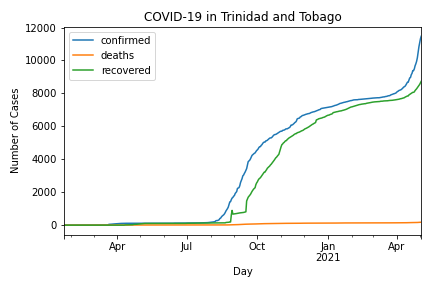 COVID-19 in Trinidad and Tobago
12000
10000
8000
6000
4000
2000
0
Number of Cases
confirmed
deaths
recovered
Apr
Jul
Oct
Jan
2021
Apr
Day